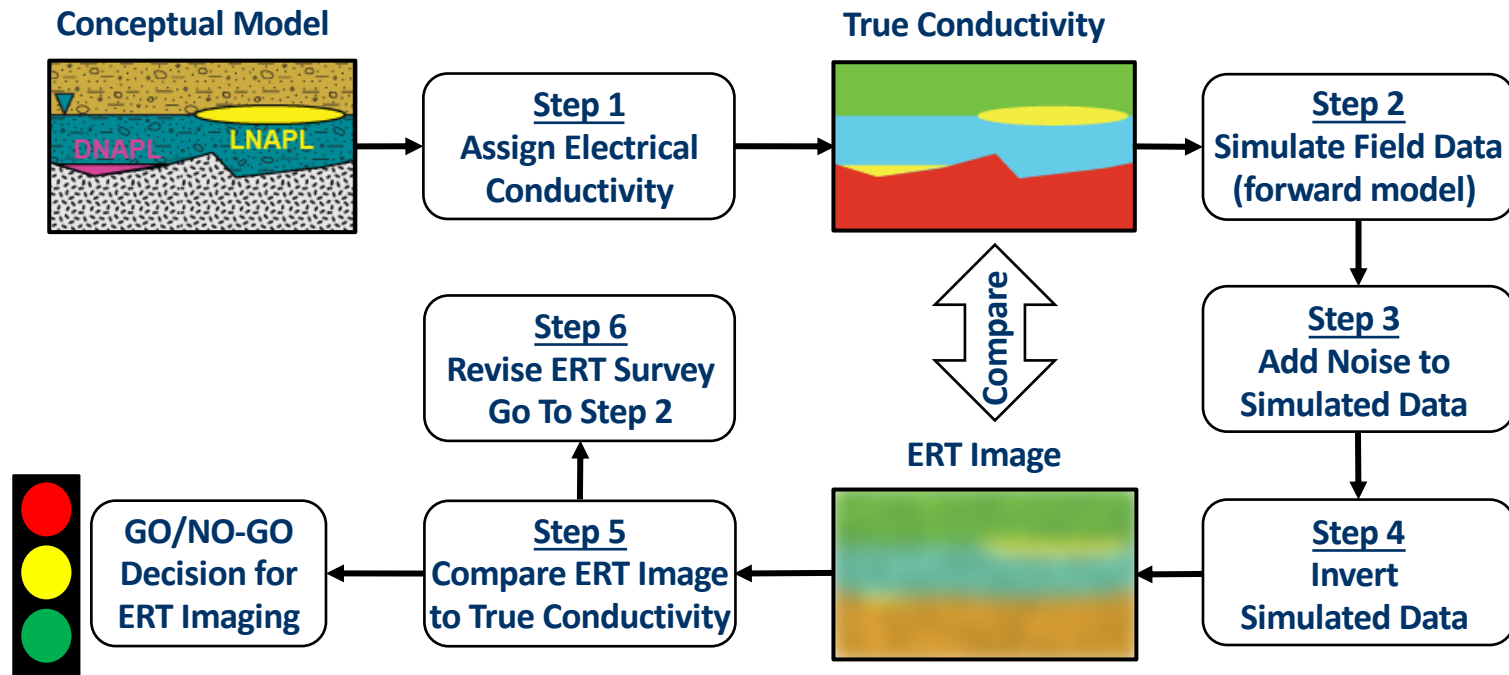 Conceptual Model
DNAPL
LNAPL
Step 1
Assign Electrical
Conductivity
True Conductivity
Step 2
Simulate Field Data
(forward model)
Step 3
Add Noise to
Simulated Data
Step 4
Invert
Simulated Data
Compare
ERT Image
Step 5
Compare ERT Image
to True Conductivity
Step 6
Revise ERT Survey
Go To Step 2
GO/NO-GO
Decision for
ERT Imaging